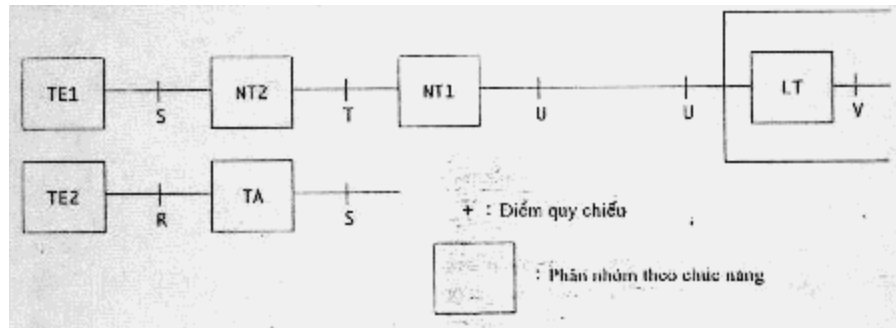 TE1 S NT2 T NT1 U U LT V
TE2 R TA S
+ : Điểm quy chiếu
: Phân nhóm theo chức năng